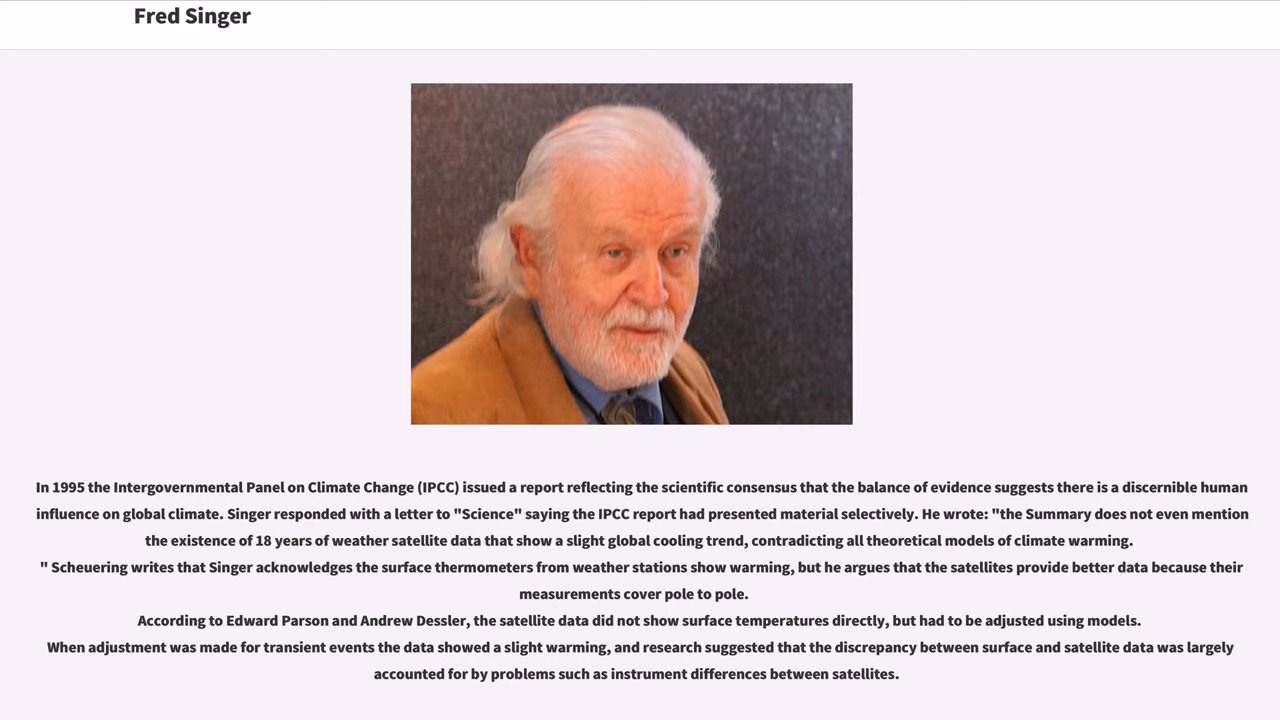 Fred Singer
In 1995 the Intergovernmental Panel on Climate Change (IPCC) issued a report reflecting the scientific consensus that the balance of evidence suggests there is a discernible human
influence on global climate. Singer responded with a letter to "Science" saying the IPCC report had presented material selectively. He wrote: "the Summary does not even mention
the existence of 18 years of weather satellite data that show a slight global cooling trend, contradicting all theoretical models of climate warming.
" Scheuering writes that Singer acknowledges the surface thermometers from weather stations show warming, but he argues that the satellites provide better data because their
measurements cover pole to pole.
According to Edward Parson and Andrew Dessler, the satellite data did not show surface temperatures directly, but had to be adjusted using models.
When adjustment was made for transient events the data showed a slight warming, and research suggested that the discrepancy between surface and satellite data was largely
accounted for by problems such as instrument differences between satellites.